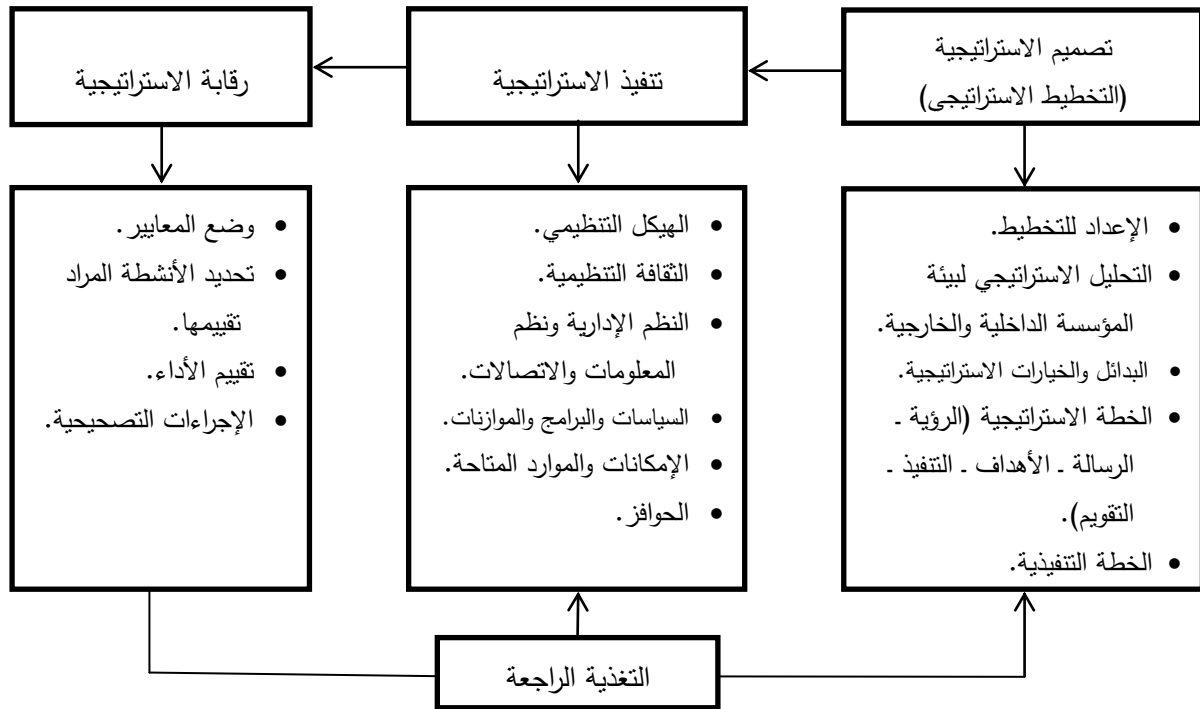 تصميم الاستراتيجية
(التخطيط الاستراتيجى)
تنفيذ الاستراتيجية
رقابة الاستراتيجية
• الإعداد للتخطيط.
• التحليل الاستراتيجي لبيئة
المؤسسة الداخلية والخارجية.
• البدائل والخيارات الاستراتيجية.
• الخطة الاستراتيجية (الرؤية ـ
الرسالة ـ الأهداف ـ التنفيذ ـ
التقويم).
• الخطة التنفيذية.
• الهيكل التنظيمي.
• الثقافة التنظيمية.
• النظم الإدارية ونظم
المعلومات والاتصالات.
• السياسات والبرامج والموازنات.
• الإمكانات والموارد المتاحة.
• الحوافز.
• وضع المعايير.
• تحديد الأنشطة المراد
تقييمها.
• تقييم الأداء.
• الإجراءات التصحيحية.
التغذية الراجعة